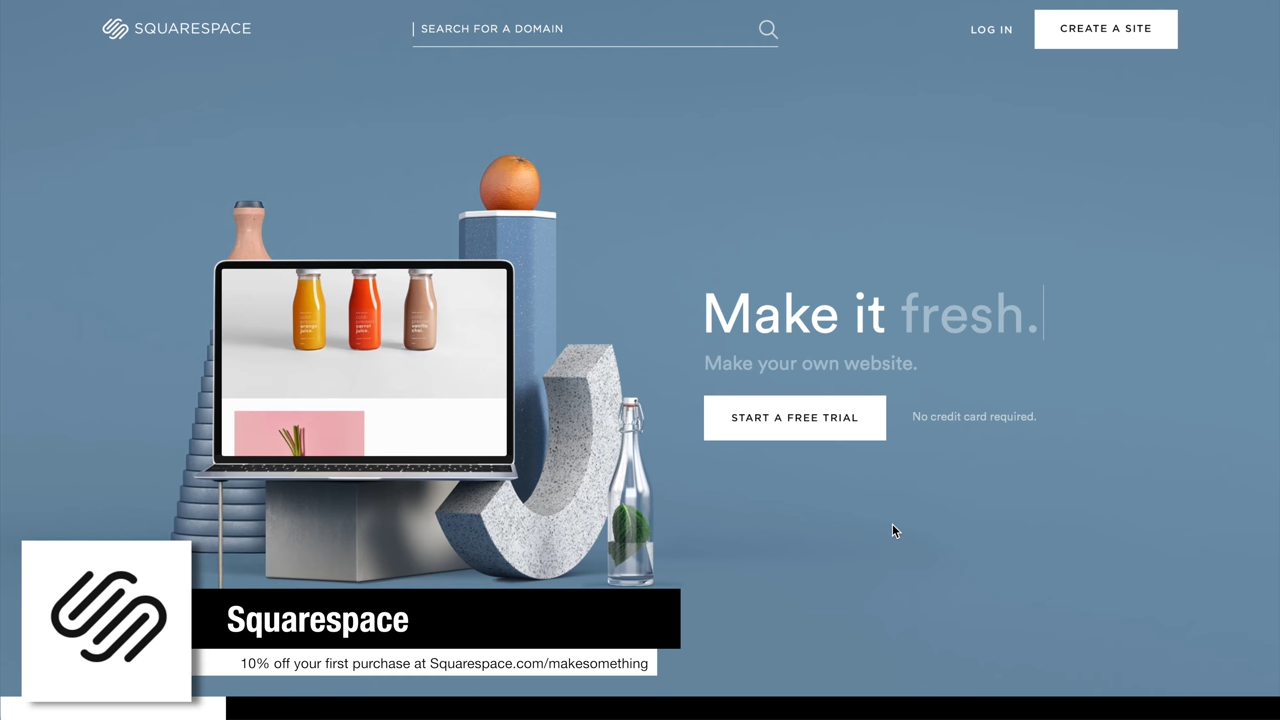 SQUARESPACE
SEARCH FOR A DOMAIN
LOG IN
CREATE A SITE
Make it fresh.
Make your own website.
START A FREE TRIAL
No credit card required.
Squarespace
10% off your first purchase at Squarespace.com/makesomething